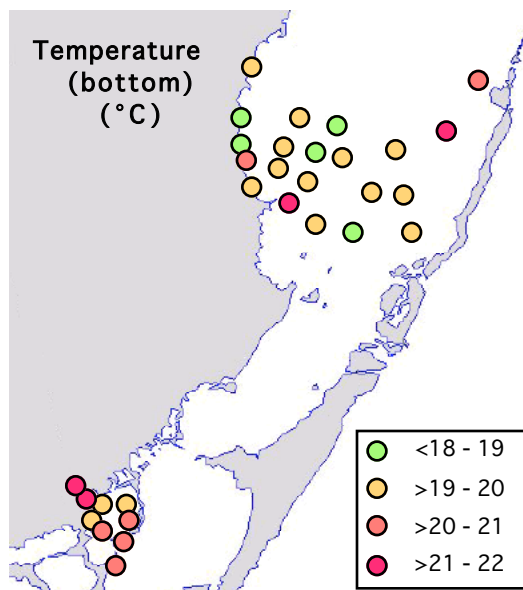 Temperature
(bottom)
(°C)
<18 - 19
>19 - 20
>20 - 21
>21 - 22